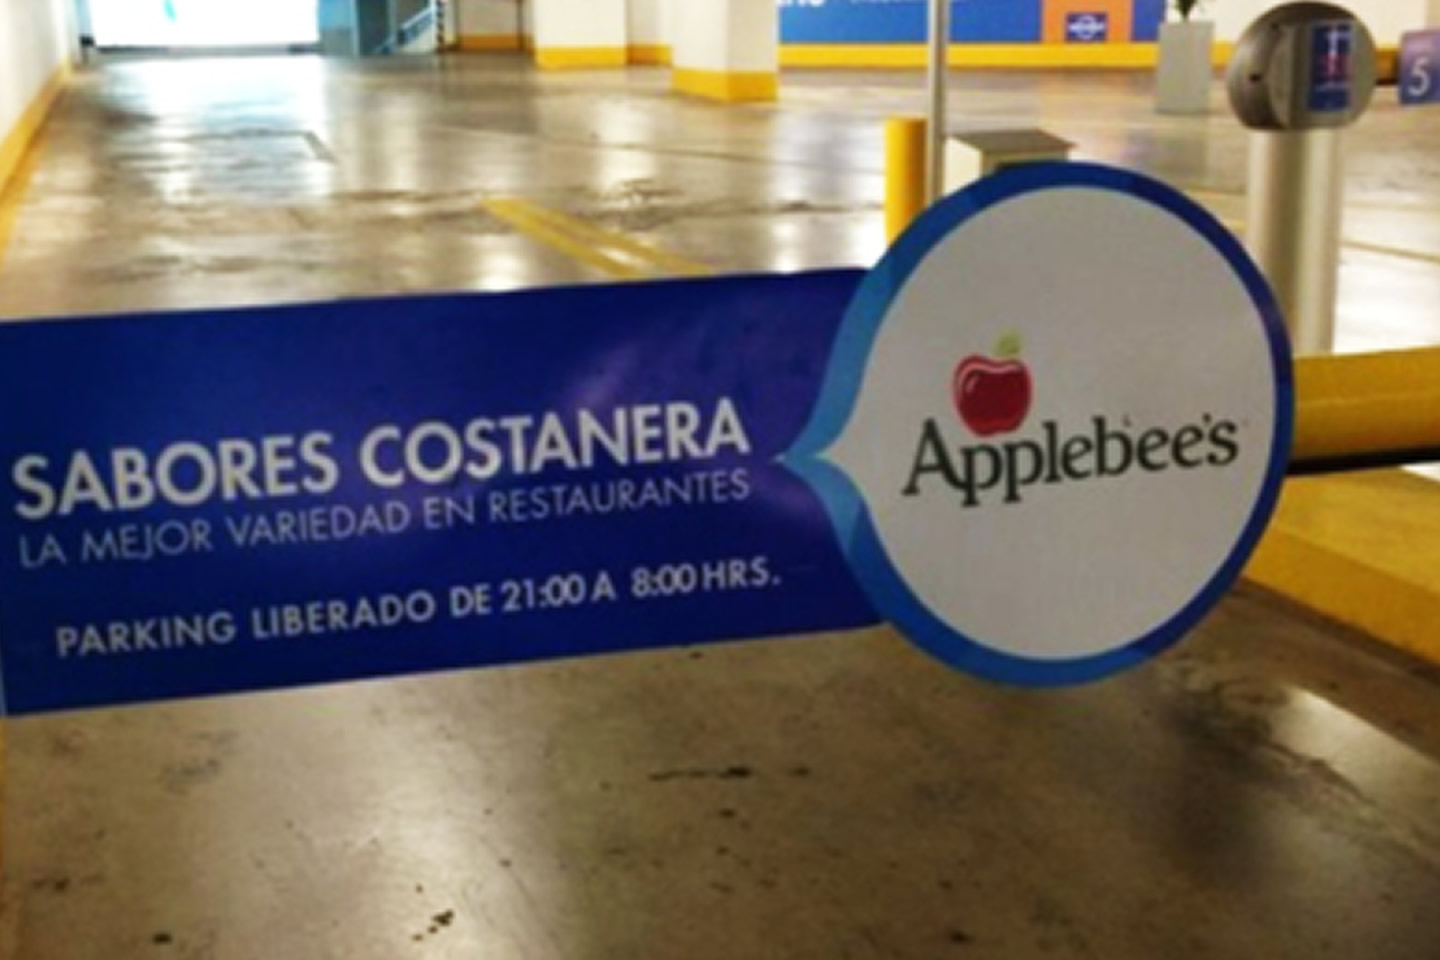 SABORES COSTANERA
LA MEJOR VARIEDAD EN RESTAURANTES
PARKING LIBERADO DE 21:00 A 8:00 HRS.
Applebee's
5